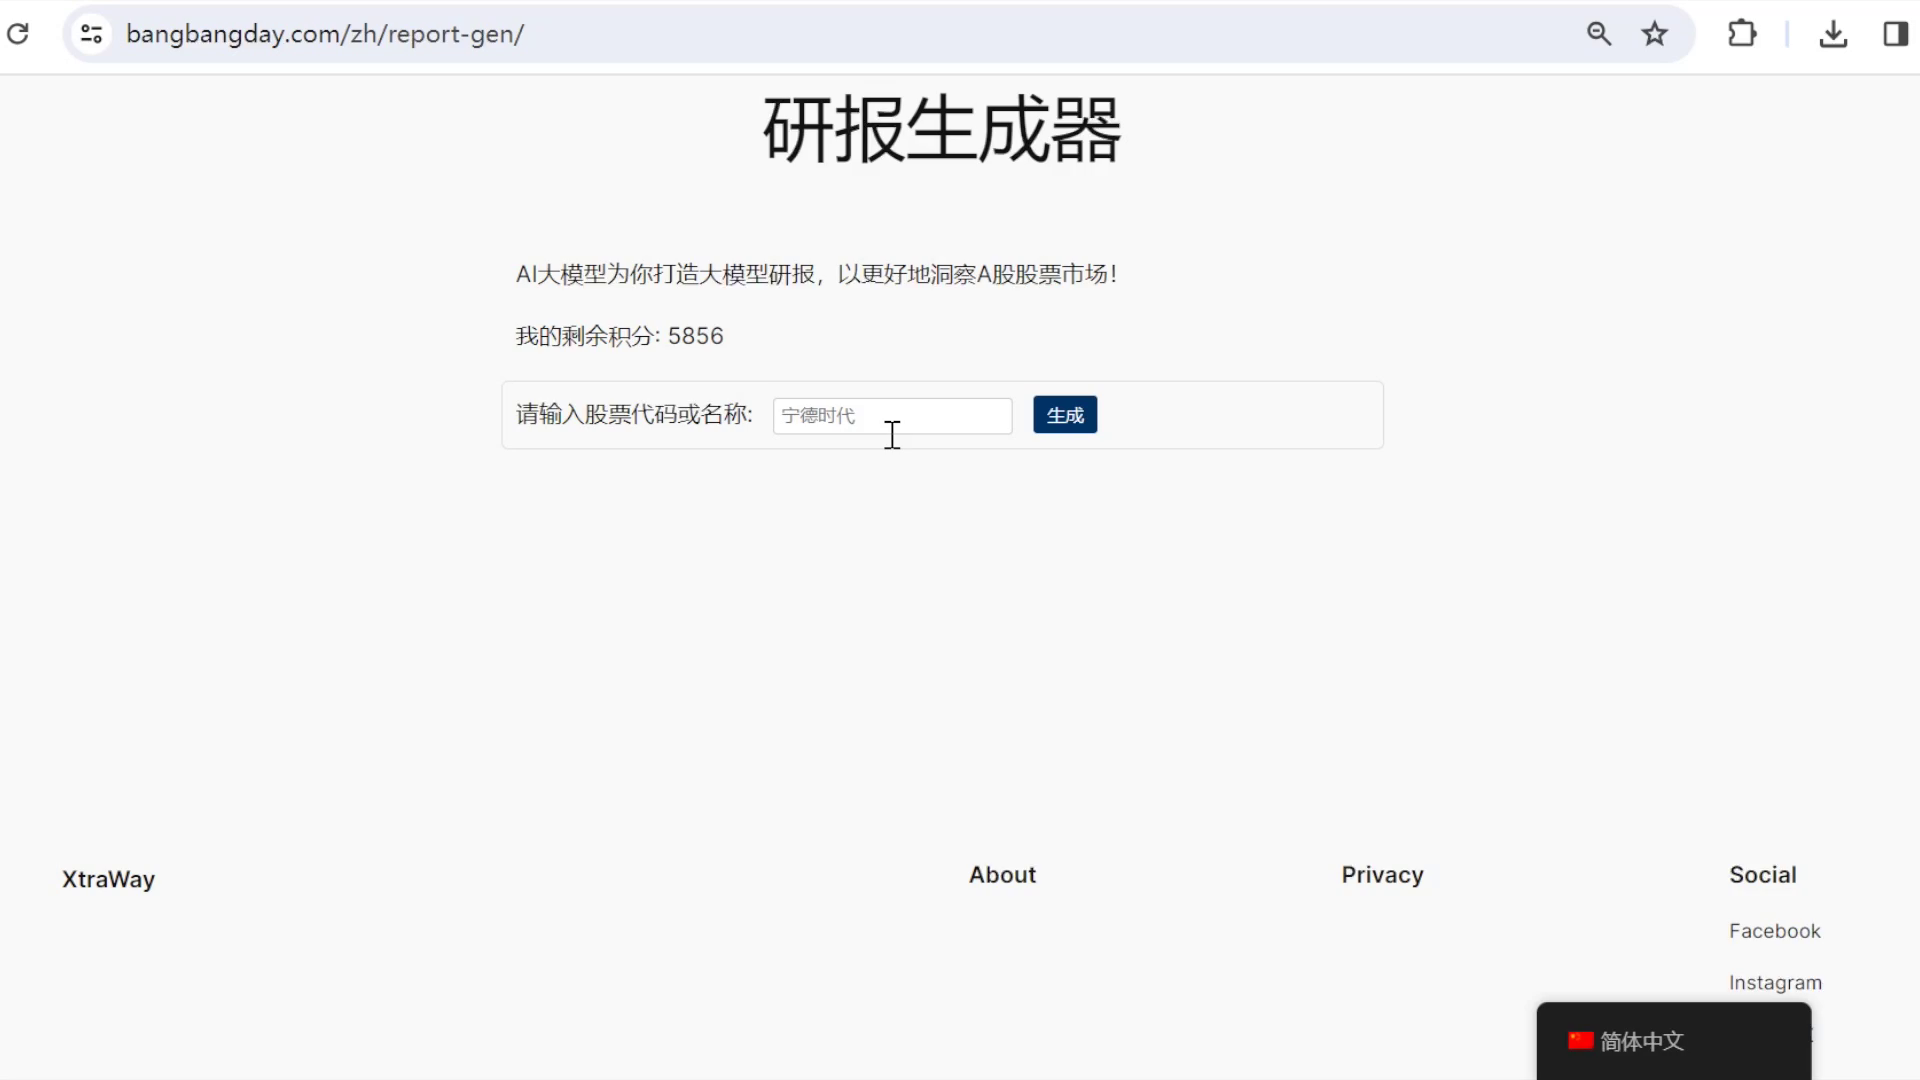 bangbangday.com/zh/report-gen/
研报生成器
AI大模型为你打造大模型研报，以更好地洞察A股股票市场！
我的剩余积分: 5856
请输入股票代码或名称: 宁德时代 生成
XtraWay
About
Privacy
Social
Facebook
Instagram
简体中文